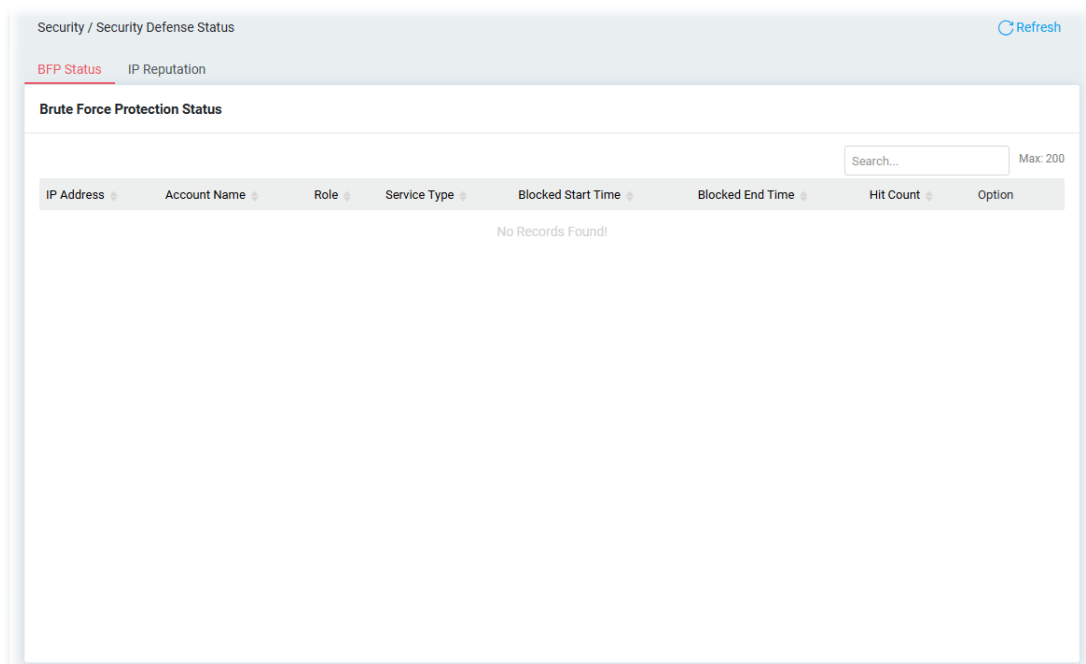 Security / Security Defense Status Refresh
BFP Status IP Reputation
Brute Force Protection Status
Search... Max: 200
IP Address Account Name Role Service Type Blocked Start Time Blocked End Time Hit Count Option
No Records Found!